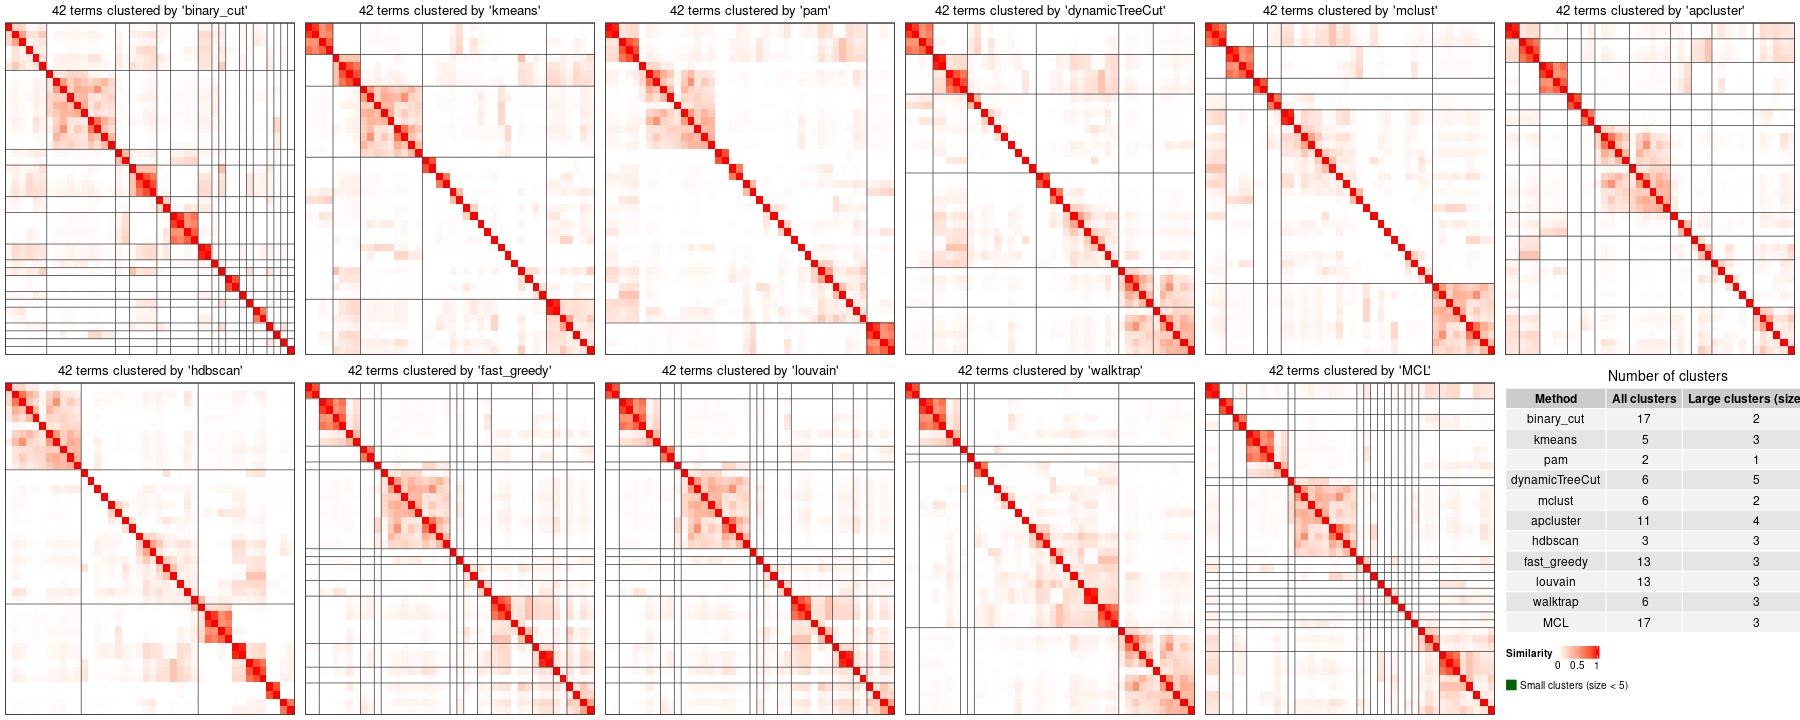 42 terms clustered by 'binary_cut'
42 terms clustered by 'kmeans'
42 terms clustered by 'pam'
42 terms clustered by 'dynamicTreeCut'
42 terms clustered by 'mclust'
42 terms clustered by 'apcluster'
42 terms clustered by 'hdbscan'
42 terms clustered by 'fast_greedy'
42 terms clustered by 'louvain'
42 terms clustered by 'walktrap'
42 terms clustered by 'MCL'
Number of clusters
Method All clusters Large clusters (size
binary_cut 17 2
kmeans 5 3
pam 2 1
dynamicTreeCut 6 5
mclust 6 2
apcluster 11 4
hdbscan 3 3
fast_greedy 13 3
louvain 13 3
walktrap 6 3
MCL 17 3
Similarity
0 0.5 1
Small clusters (size < 5)